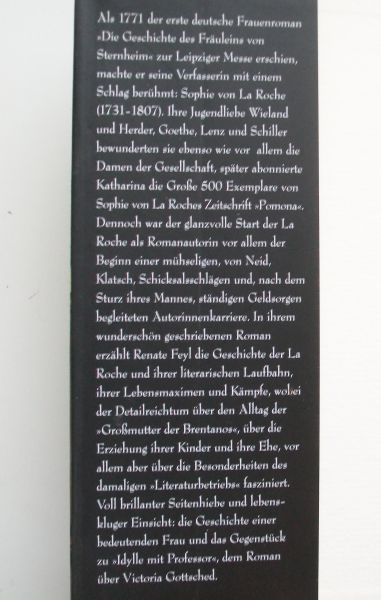 Als 1771 der erste deutsche Frauenroman
»Die Geschichte des Fräuleins von
Sternheim« zur Leipziger Messe erschien,
machte er seine Verfasserin mit einem
Schlag berühmt: Sophie von La Roche
(1731-1807). Ihre Jugendliebe Wieland
und Herder, Goethe, Lenz und Schiller
bewunderten sie ebenso wie vor allem die
Damen der Gesellschaft, später abonnierte
Katharina die Große 500 Exemplare von
Sophie von La Roches Zeitschrift »Pomona«.
Dennoch war der glanzvolle Start der La
Roche als Romanautorin vor allem der
Beginn einer mühseligen, von Neid,
Klatsch, Schicksalsschlägen und, nach dem
Sturz ihres Mannes, ständigen Geldsorgen
begleiteten Autorinnenkarriere. In ihrem
wunderschön geschriebenen Roman
erzählt Renate Feyl die Geschichte der La
Roche und ihrer literarischen Laufbahn,
ihrer Lebensmaximen und Kämpfe, wobei
der Detailreichtum über den Alltag der
»Großmutter der Brentanos«, über die
Erziehung ihrer Kinder und ihre Ehe, vor
allem aber über die Besonderheiten des
damaligen »Literaturbetriebs« fasziniert.
Voll brillanter Seitenhiebe und lebens-
kluger Einsicht: die Geschichte einer
bedeutenden Frau und das Gegenstück
zu »Idylle mit Professor«, dem Roman
über Victoria Gottsched.